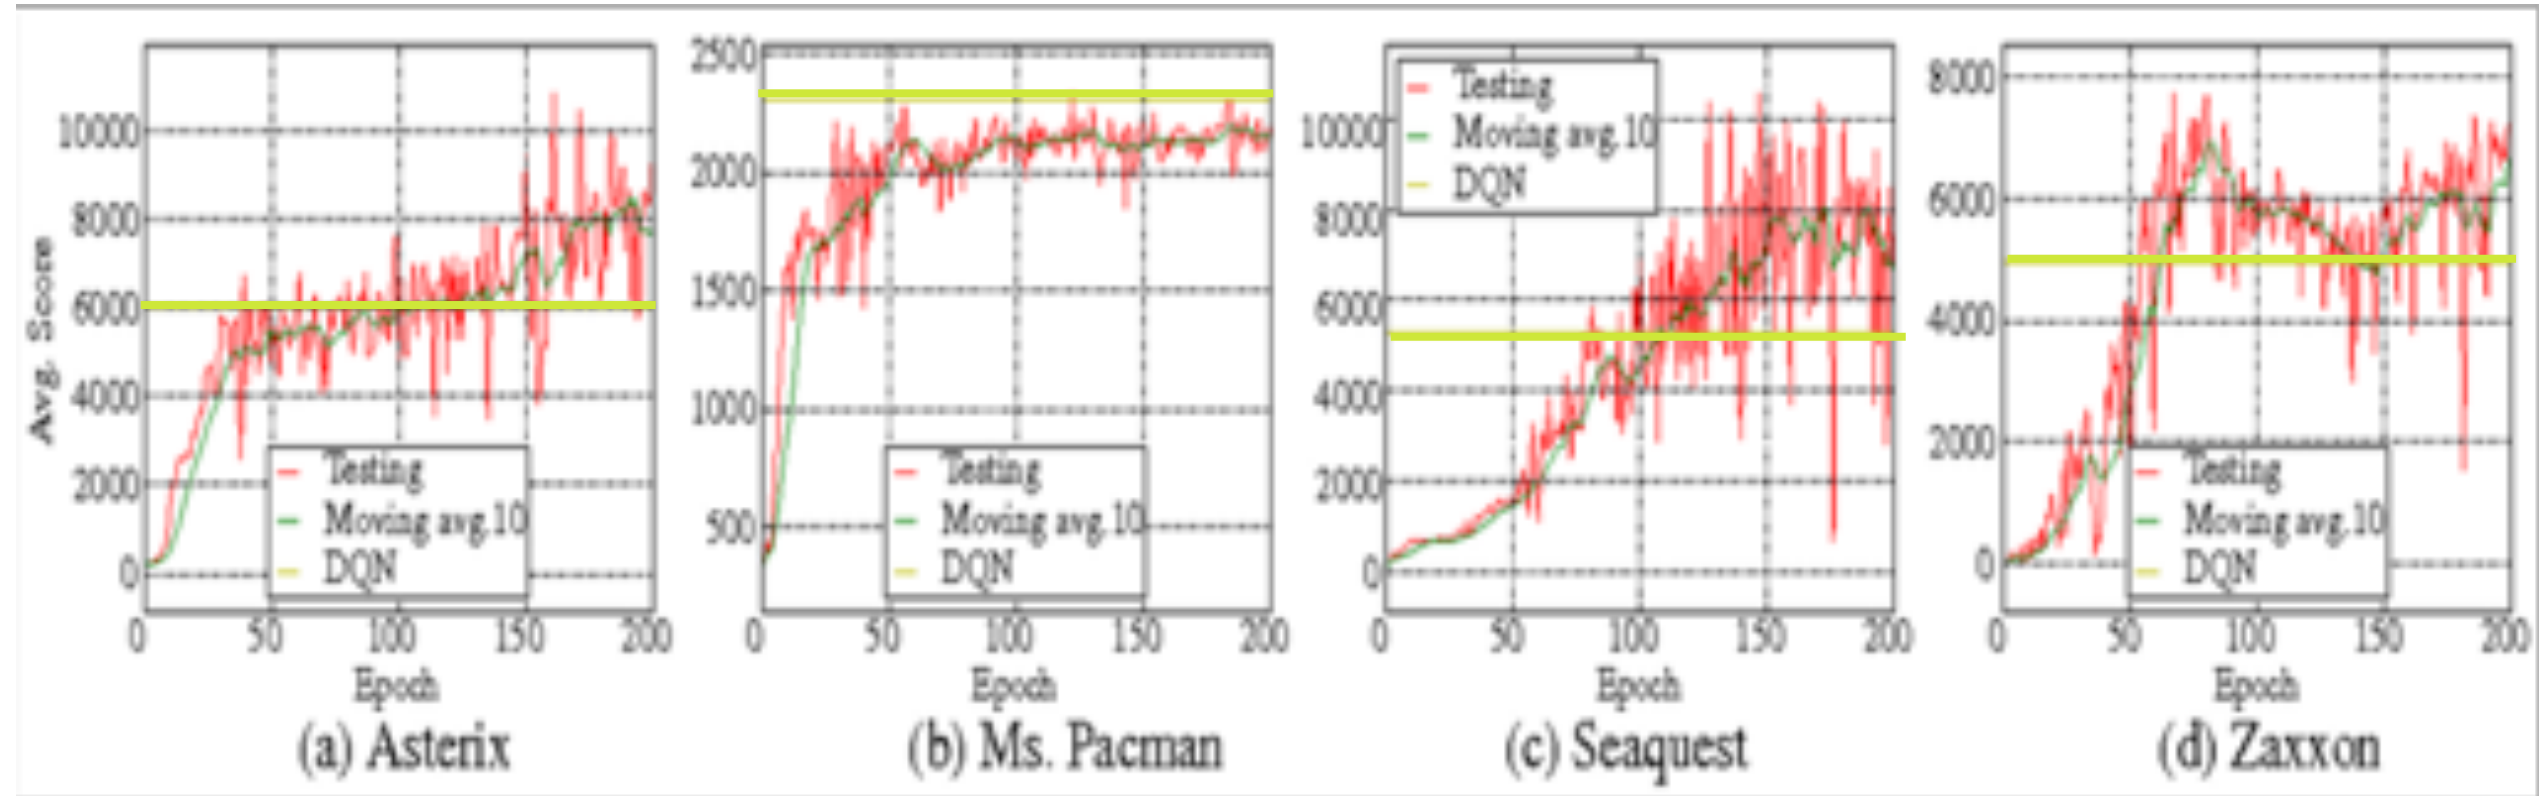 Avg. Score
10000
8000
6000
4000
2000
0
0 50 100 150 200
Epoch
Testing
Moving avg.10
DQN
(a) Asterix
2500
2000
1500
1000
500
0 50 100 150 200
Epoch
Testing
Moving avg.10
DQN
(b) Ms. Pacman
10000
8000
6000
4000
2000
0
0 50 100 150 200
Epoch
Testing
Moving avg.10
DQN
(c) Seaquest
8000
6000
4000
2000
0
0 50 100 150 200
Epoch
Testing
Moving avg.10
DQN
(d) Zaxxon